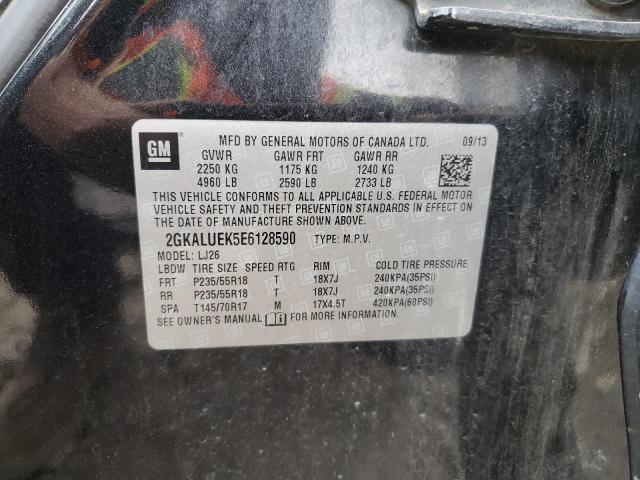 GM
MFD BY GENERAL MOTORS OF CANADA LTD. 09/13
GVWR GAWR FRT GAWR RR
2250 KG 1175 KG 1240 KG
4960 LB 2590 LB 2733 LB
THIS VEHICLE CONFORMS TO ALL APPLICABLE U.S. FEDERAL MOTOR
VEHICLE SAFETY AND THEFT PREVENTION STANDARDS IN EFFECT ON
THE DATE OF MANUFACTURE SHOWN ABOVE.
2GKALUEK5E6128590 TYPE: M.P.V.
MODEL: LJ26
LBDW TIRE SIZE SPEED RTG RIM COLD TIRE PRESSURE
FRT P235/55R18 T 18X7J 240KPA(35PSI)
RR P235/55R18 T 18X7J 240KPA(35PSI)
SPA T145/70R17 M 17X4.5T 420KPA(60PSI)
SEE OWNER'S MANUAL FOR MORE INFORMATION.